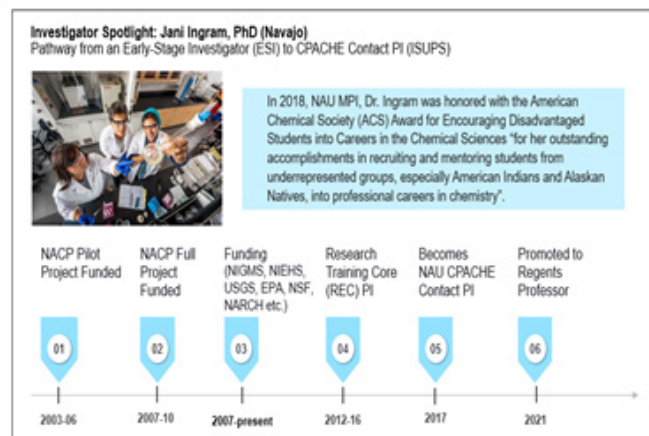 Investigator Spotlight: Jani Ingram, PhD (Navajo)
Pathway from an Early-Stage Investigator (ESI) to CPACHE Contact PI (ISUPS)
In 2018, NAU MPI, Dr. Ingram was honored with the American
Chemical Society (ACS) Award for Encouraging Disadvantaged
Students into Careers in the Chemical Sciences "for her outstanding
accomplishments in recruiting and mentoring students from
underrepresented groups, especially American Indians and Alaskan
Natives, into professional careers in chemistry".
NACP Pilot
Project Funded
NACP Full
Project
Funded
Funding
(NIGMS, NIEHS,
USGS, EPA, NSF,
NARCH etc.)
Research
Training Core
(REC) PI
Becomes
NAU CPACHE
Contact PI
Promoted to
Regents
Professor
01
02
03
04
05
06
2003-06
2007-10
2007-present
2012-16
2017
2021